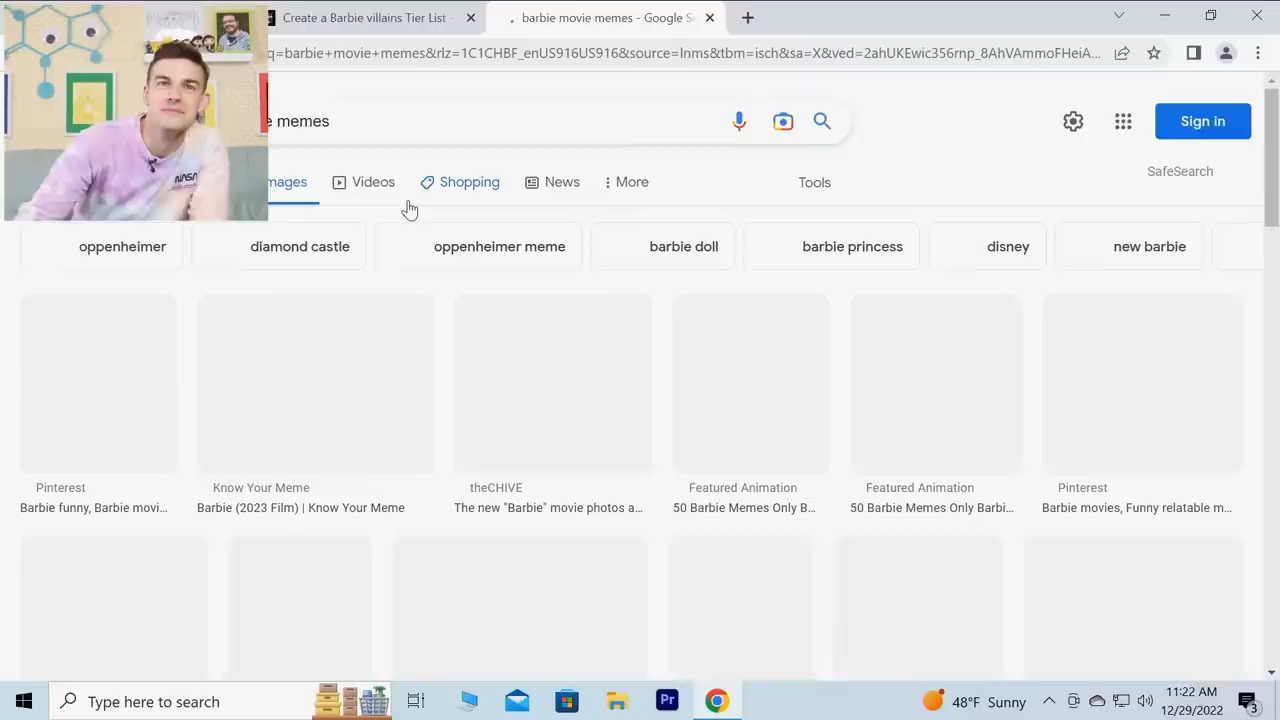 Create a Barbie villains Tier List -
barbie movie memes - Google Se
q=barbie+movie+memes&rlz=1C1CHBF_enUS916US916&source=lnms&tbm=isch&sa=X&ved=2ahUKEwic356rnp_8AhVAmmoFHeiA...
e memes
Sign in
mages
Videos
Shopping
News
More
Tools
SafeSearch
NASA
oppenheimer
diamond castle
oppenheimer meme
barbie doll
barbie princess
disney
new barbie
Pinterest
Know Your Meme
theCHIVE
Featured Animation
Featured Animation
Pinterest
Barbie funny, Barbie movi...
Barbie (2023 Film) | Know Your Meme
The new "Barbie" movie photos a...
50 Barbie Memes Only B...
50 Barbie Memes Only Barbi...
Barbie movies, Funny relatable m...
Type here to search
Pr
48°F Sunny
11:22 AM
12/29/2022
3